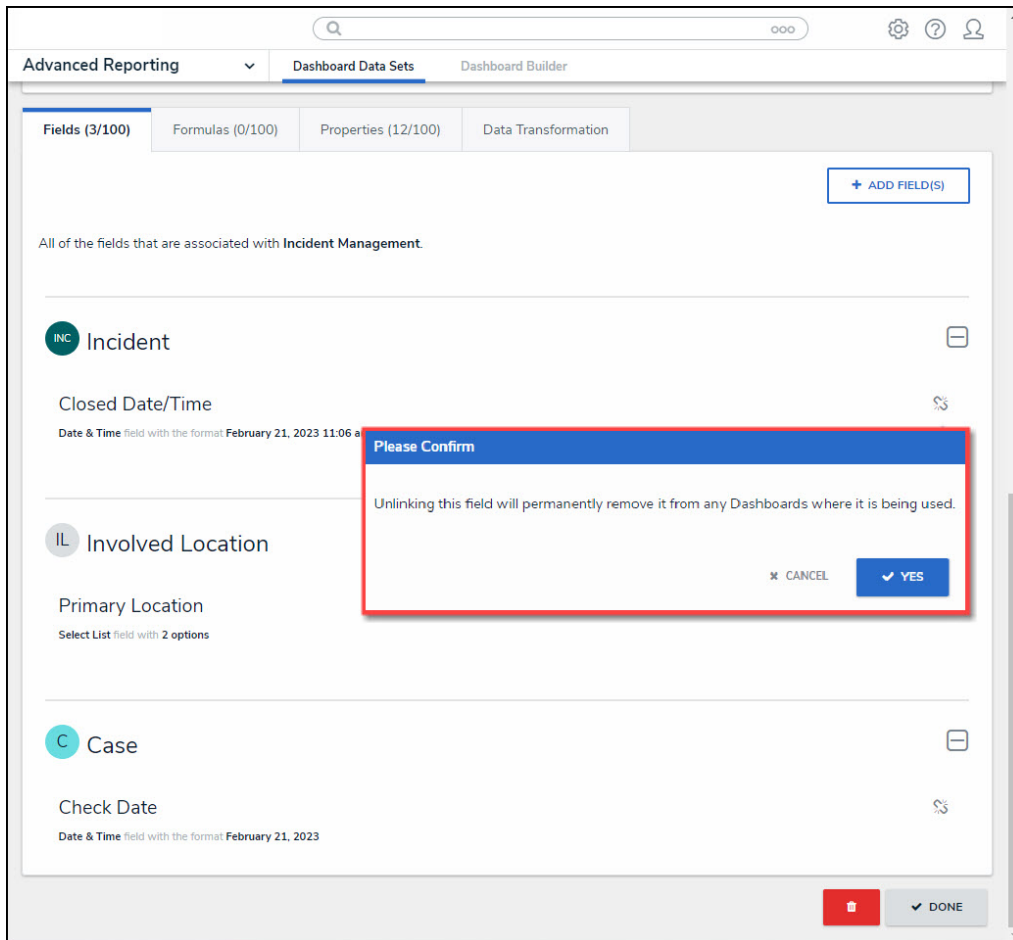 ooo
Advanced Reporting
Dashboard Data Sets
Dashboard Builder
Fields (3/100)
Formulas (0/100)
Properties (12/100)
Data Transformation
+ ADD FIELD(S)
All of the fields that are associated with Incident Management.
INC Incident
Closed Date/Time
Date & Time field with the format February 21, 2023 11:06 a
Please Confirm
Unlinking this field will permanently remove it from any Dashboards where it is being used.
CANCEL
YES
IL Involved Location
Primary Location
Select List field with 2 options
C Case
Check Date
Date & Time field with the format February 21, 2023
DONE